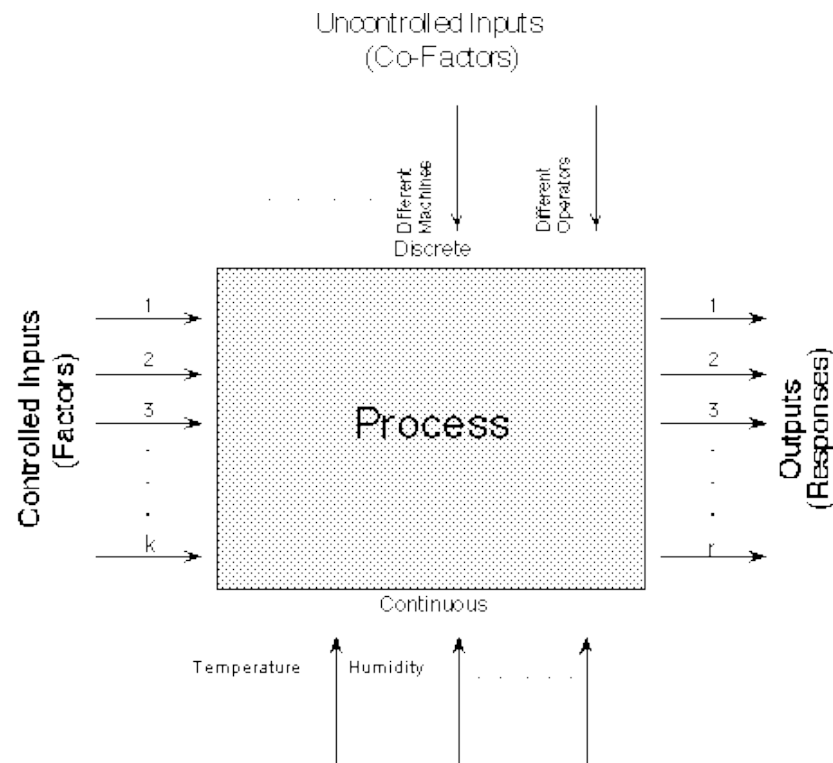 Uncontrolled Inputs
(Co-Factors)
Different
Machines
Different
Operators
Discrete
Controlled Inputs
(Factors)
1
2
3
k
Process
1
2
3
r
Outputs
(Responses)
Continuous
Temperature
Humidity